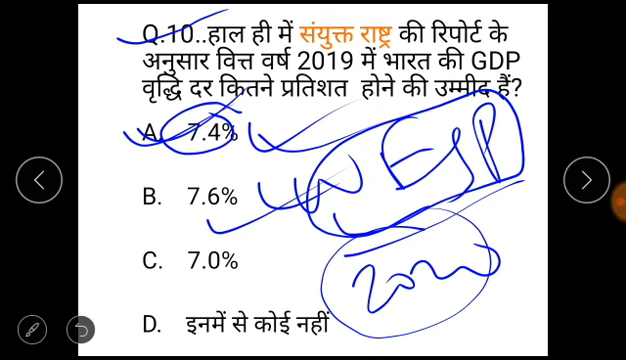 Q.10..हाल ही में संयुक्त राष्ट्र की रिपोर्ट के
अनुसार वित्त वर्ष 2019 में भारत की GDP
वृद्धि दर कितने प्रतिशत होने की उम्मीद हैं?
A. 7.4%
B. 7.6%
WESP
C. 7.0%
2020
D. इनमें से कोई नहीं